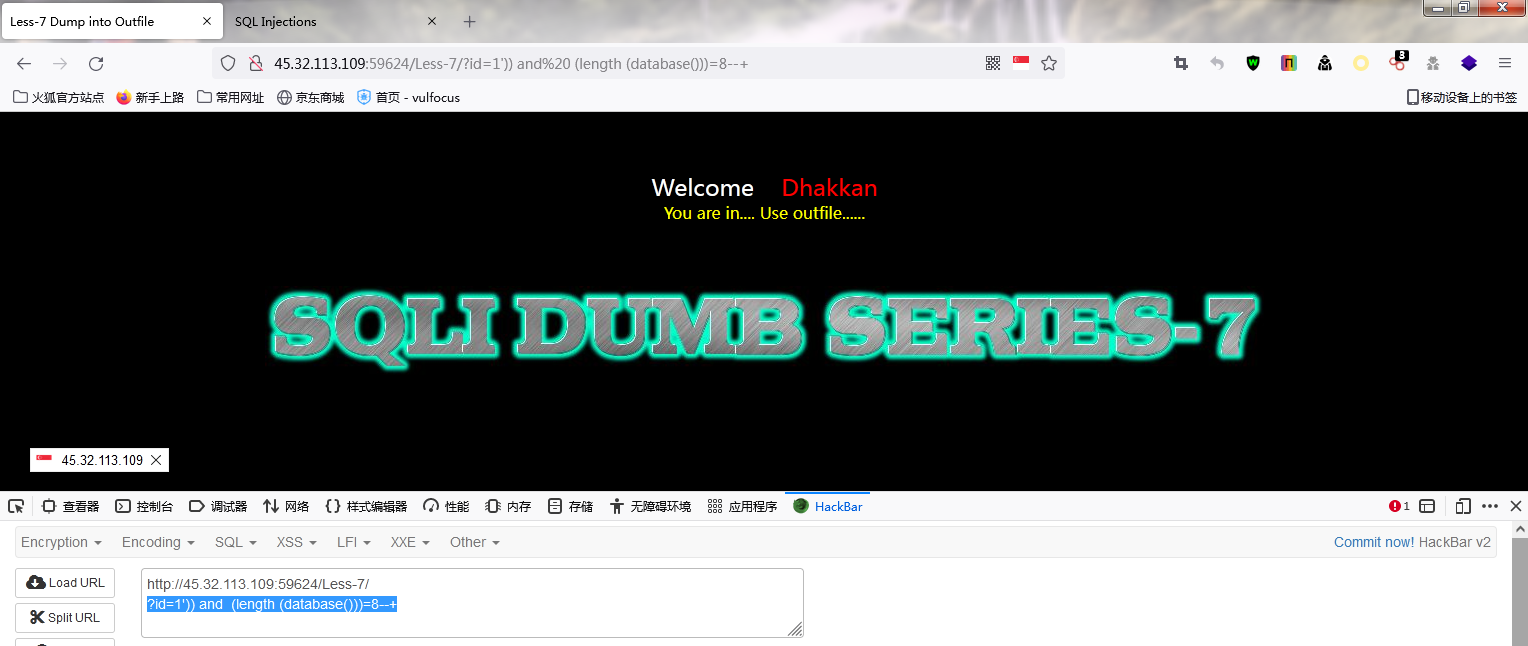 Less-7 Dump into Outfile
SQL Injections
45.32.113.109:59624/Less-7/?id=1')) and%20 (length (database()))=8--+
5
火狐官方站点 新手上路 常用网址 京东商城 首页 - vulfocus 移动设备上的书签
Welcome Dhakkan
You are in.... Use outfile......
SQLI DUMB SERIES-7
45.32.113.109
查看器 控制台 调试器 网络 样式编辑器 性能 内存 存储 无障碍环境 应用程序 HackBar 1
Encryption Encoding SQL XSS LFI XXE Other Commit now! HackBar v2
Load URL
http://45.32.113.109:59624/Less-7/
?id=1')) and  (length (database()))=8--+
Split URL